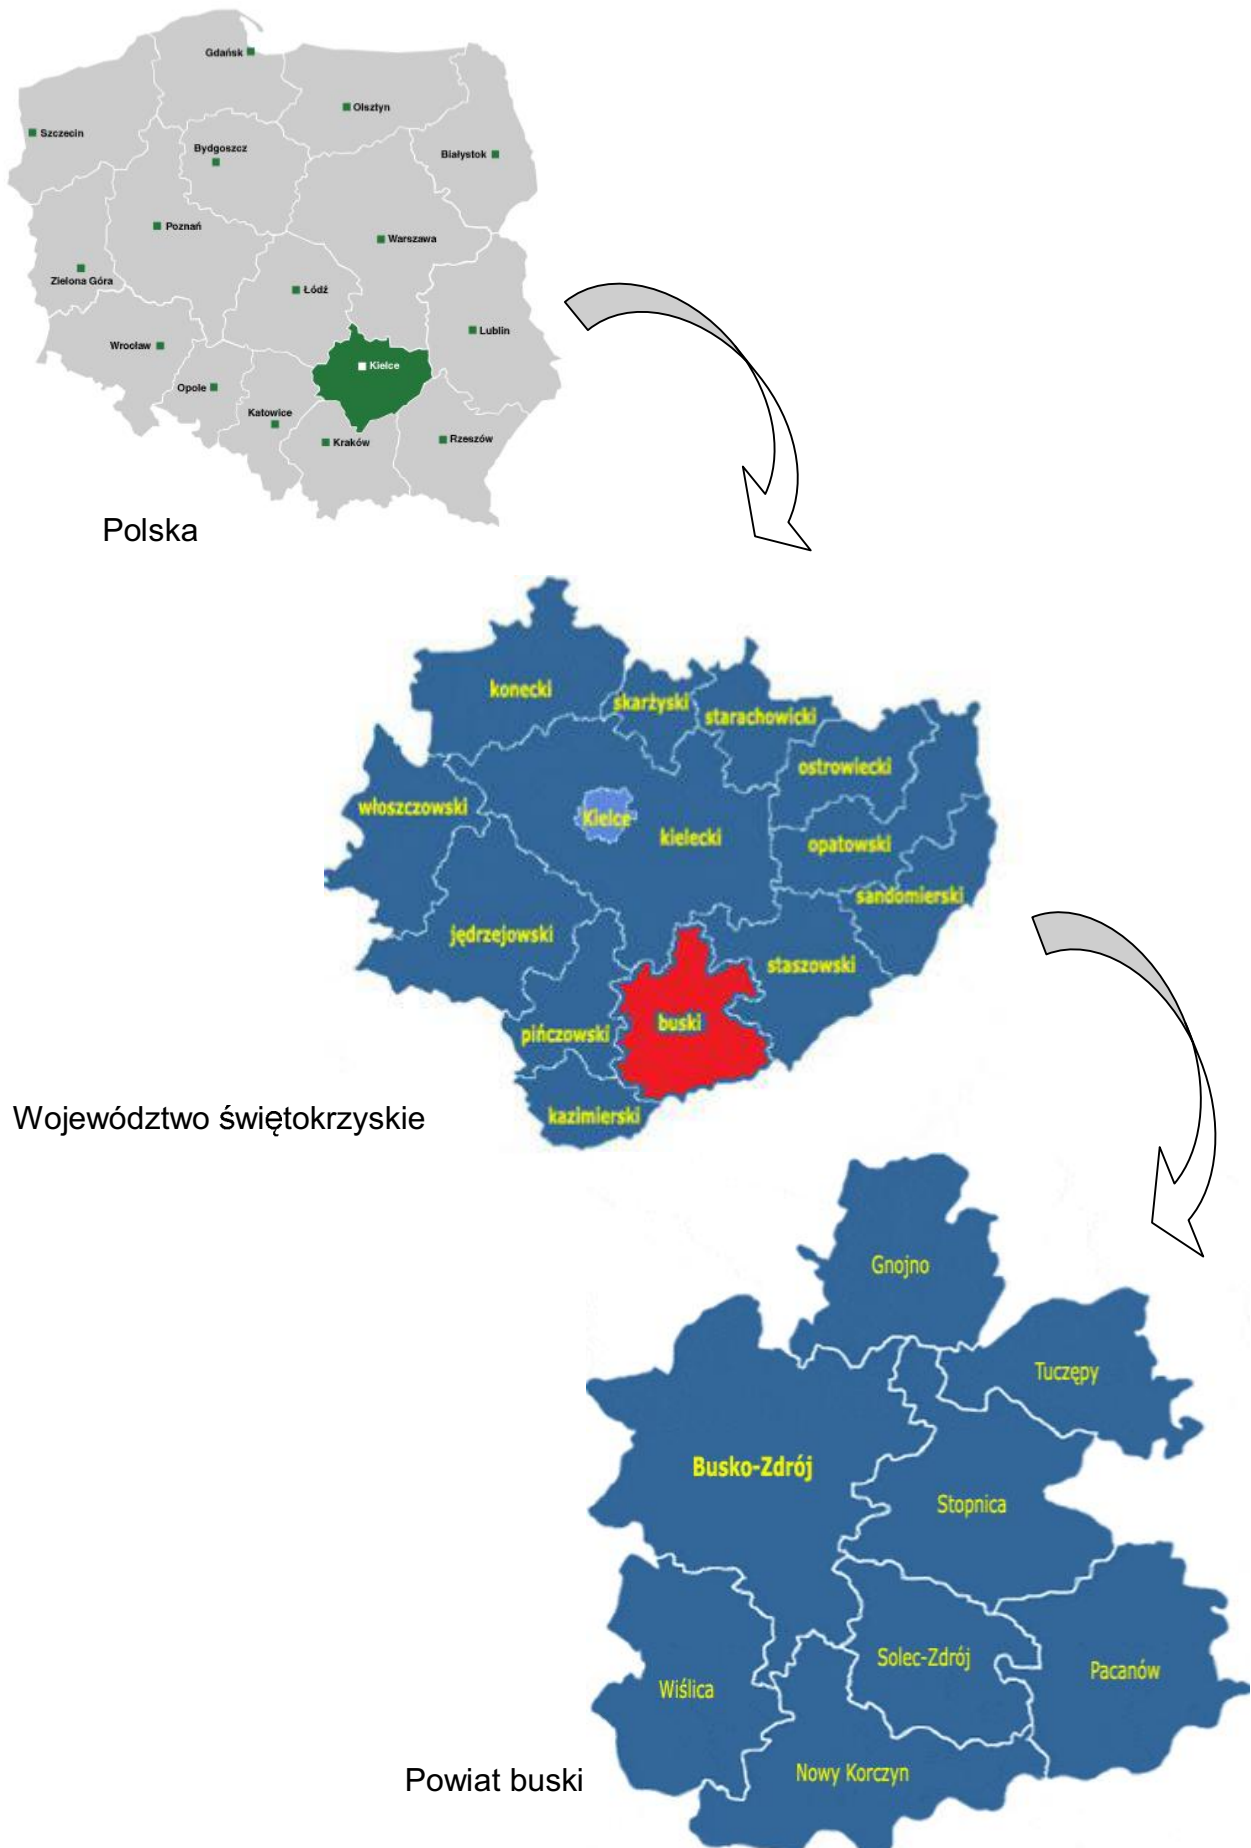 Gdańsk
Olsztyn
Szczecin
Bydgoszcz
Białystok
Poznań
Warszawa
Zielona Góra
Łódź
Lublin
Wrocław
Kielce
Opole
Katowice
Kraków
Rzeszów
Polska
konecki
skarżyski
starachowicki
ostrowiecki
włoszczowski
Kielce
kielecki
opatowski
sandomierski
jędrzejowski
staszowski
buski
pińczowski
kazimierski
Województwo świętokrzyskie
Gnojno
Tuczępy
Busko-Zdrój
Stopnica
Solec-Zdrój
Pacanów
Wiślica
Nowy Korczyn
Powiat buski